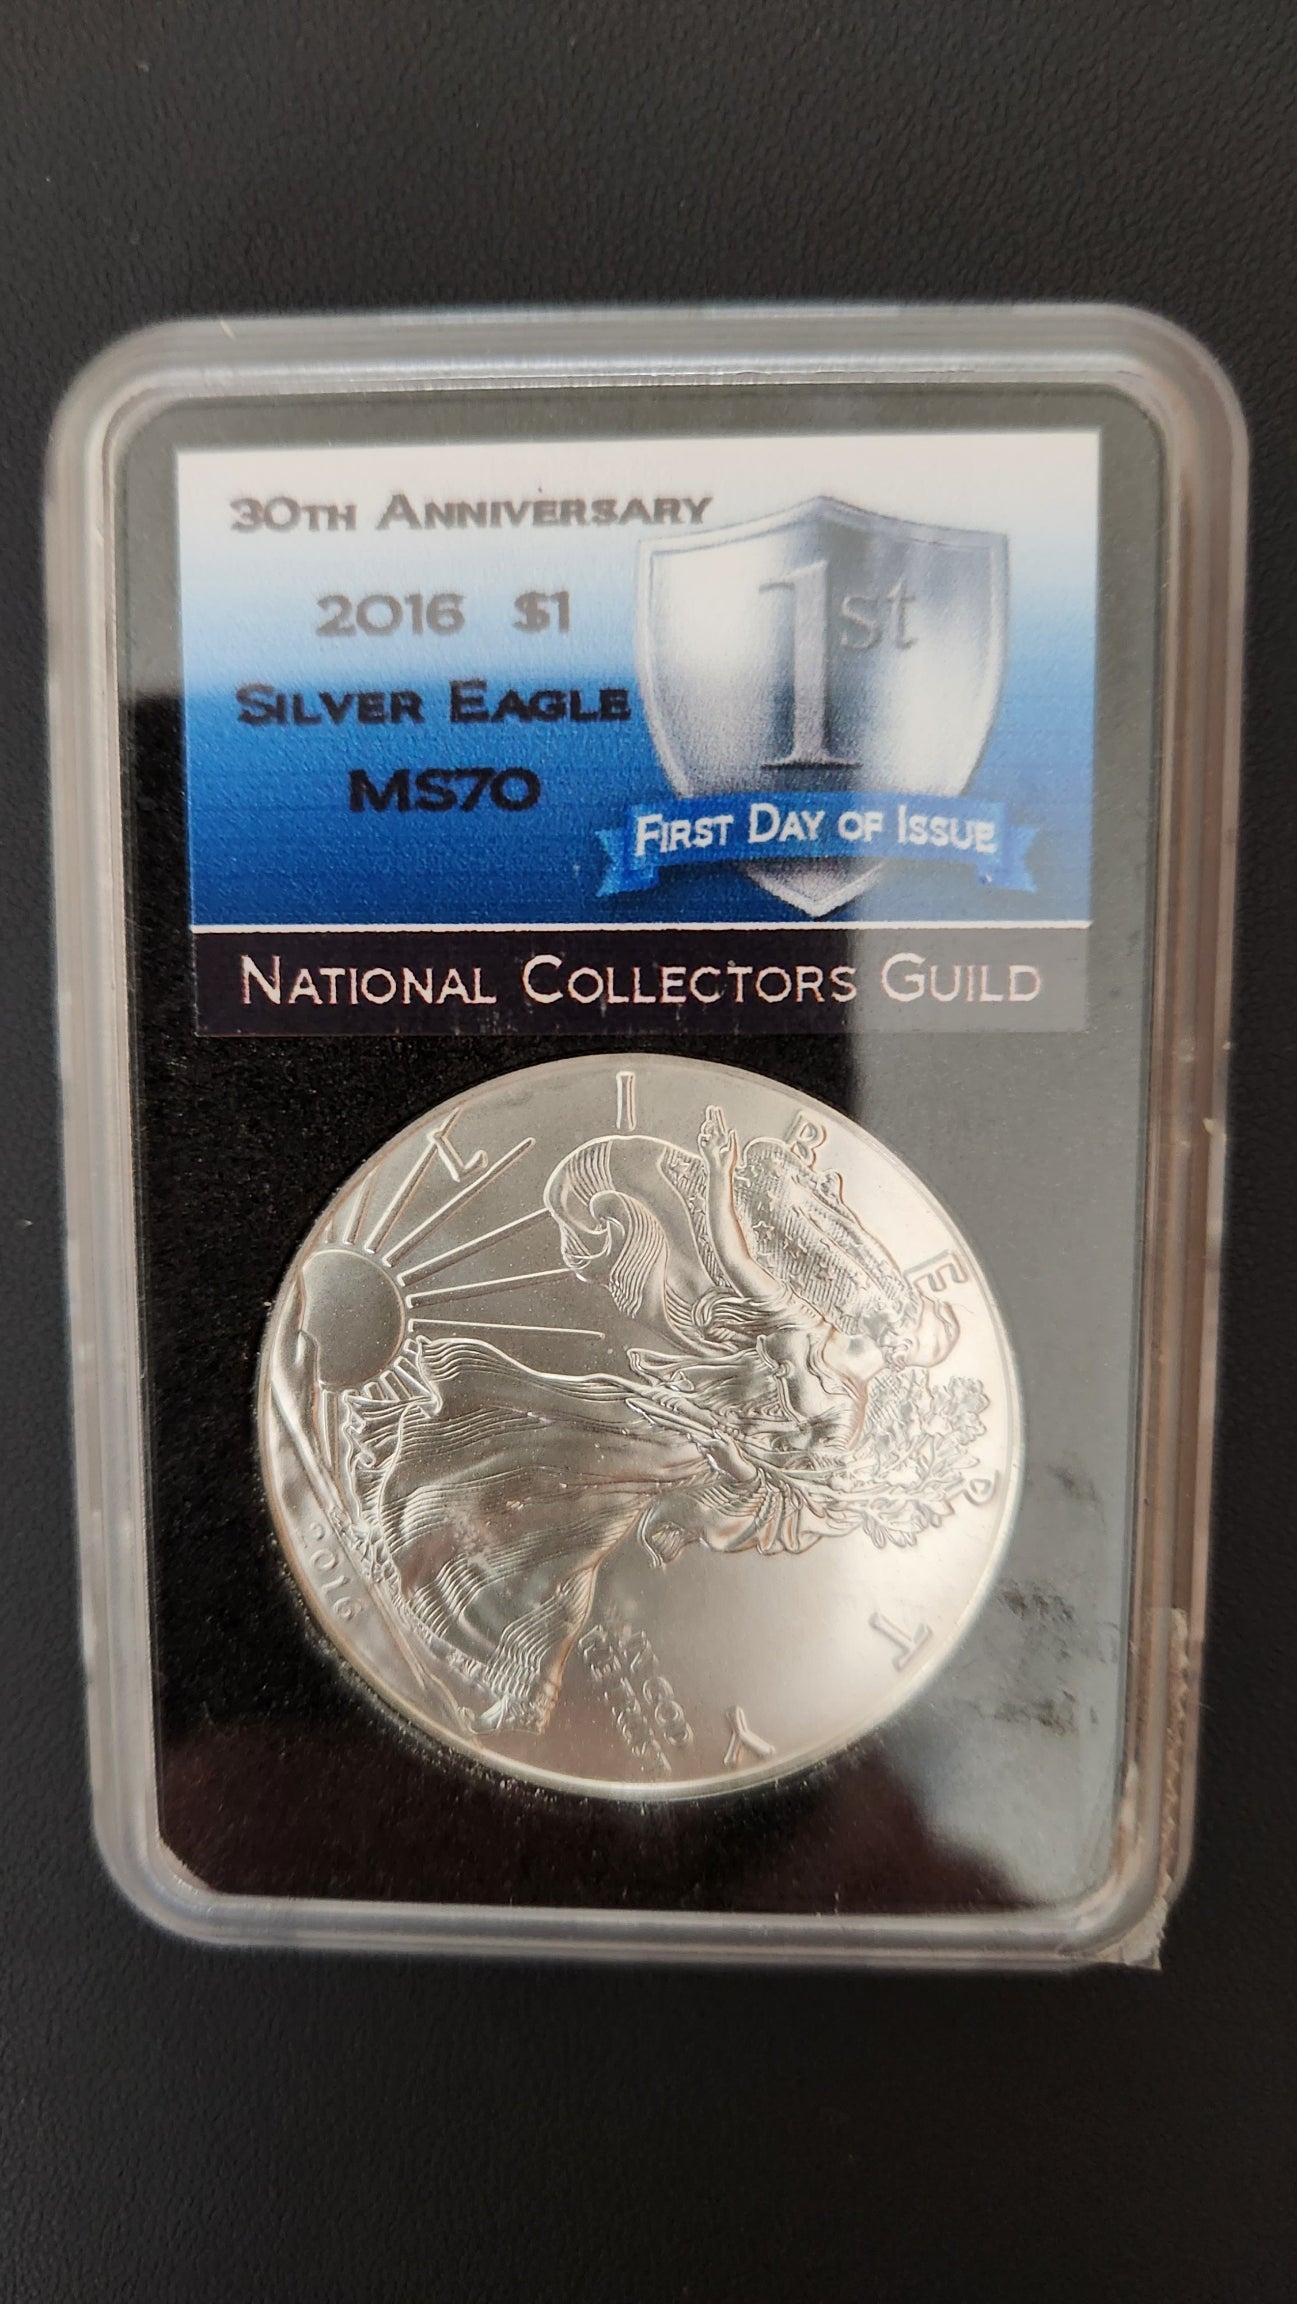 30TH ANNIVERSARY
2016 $1
SILVER EAGLE
MS70
1st
FIRST DAY OF ISSUE
NATIONAL COLLECTORS GUILD
LIBERTY
IN GOD
WE TRUST
2016